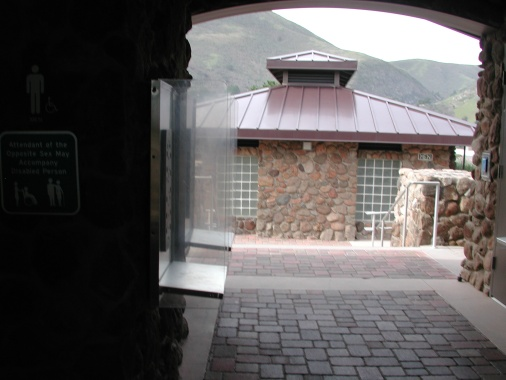 Attendant of the
Opposite Sex May
Accompany
Disabled Person